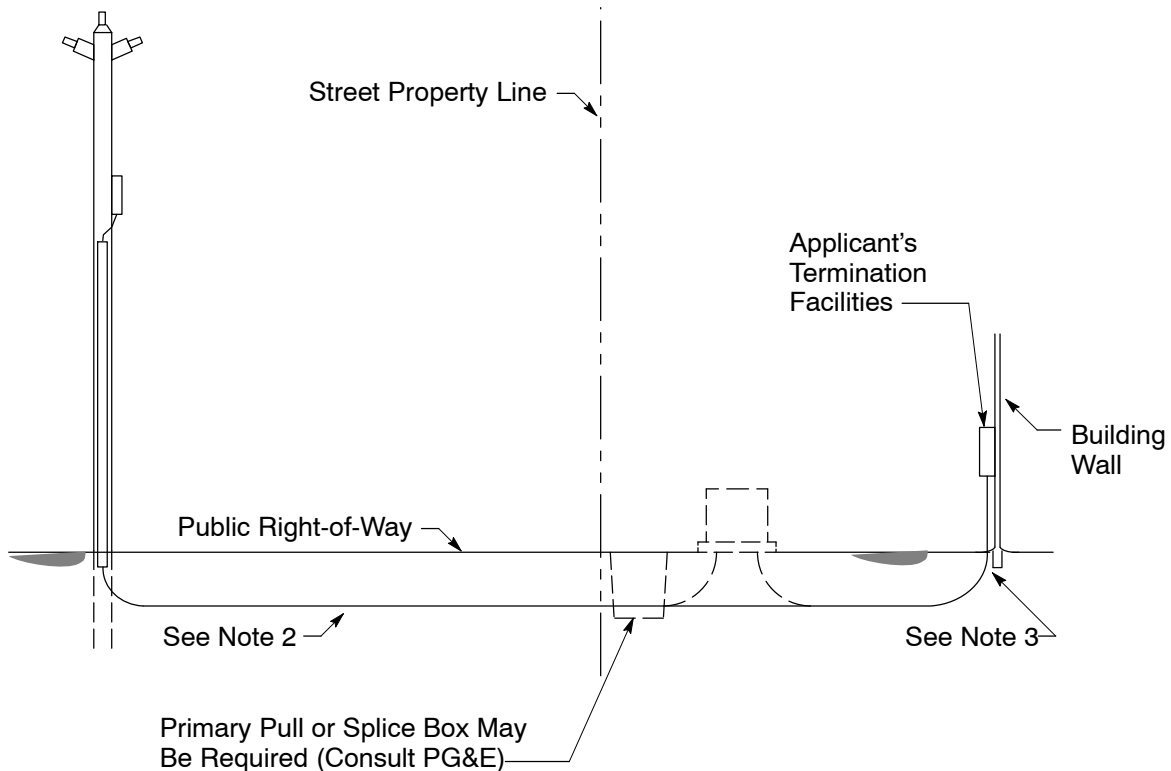 Street Property Line
Applicant's
Termination
Facilities
Building
Wall
Public Right-of-Way
See Note 2
See Note 3
Primary Pull or Splice Box May
Be Required (Consult PG&E)